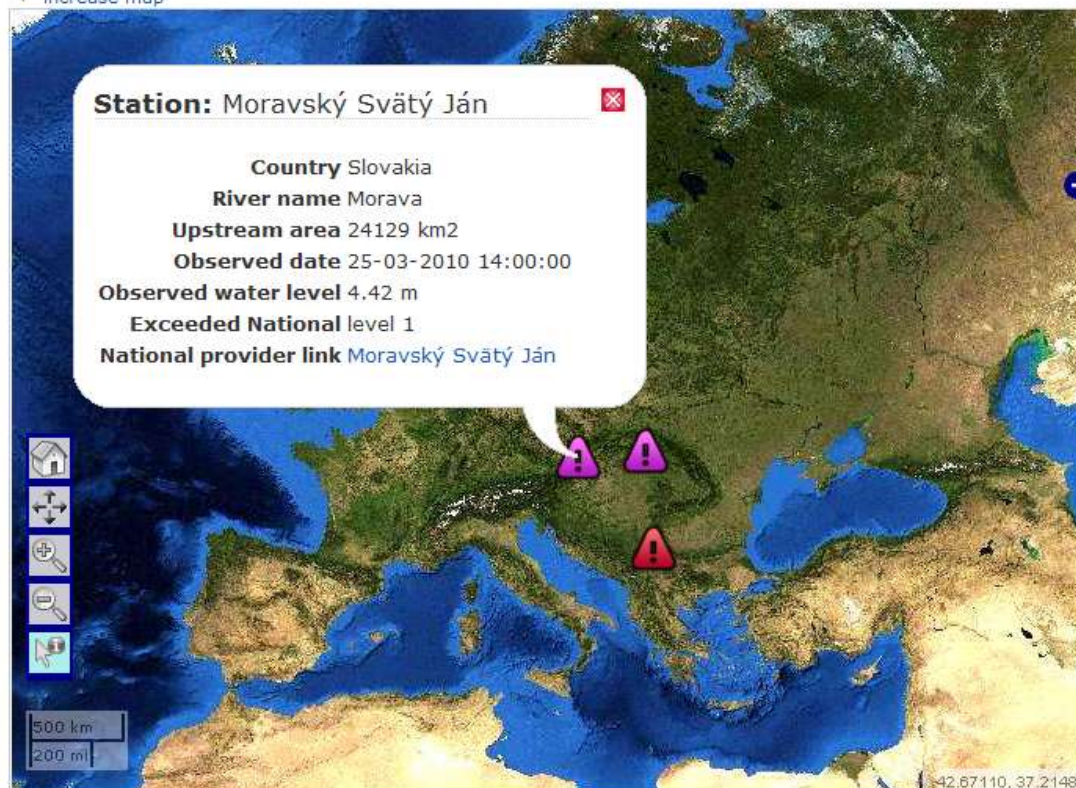 increase map
Station: Moravský Svätý Ján
Country Slovakia
River name Morava
Upstream area 24129 km2
Observed date 25-03-2010 14:00:00
Observed water level 4.42 m
Exceeded National level 1
National provider link Moravský Svätý Ján
500 km
200 mi
42.67110, 37.2148